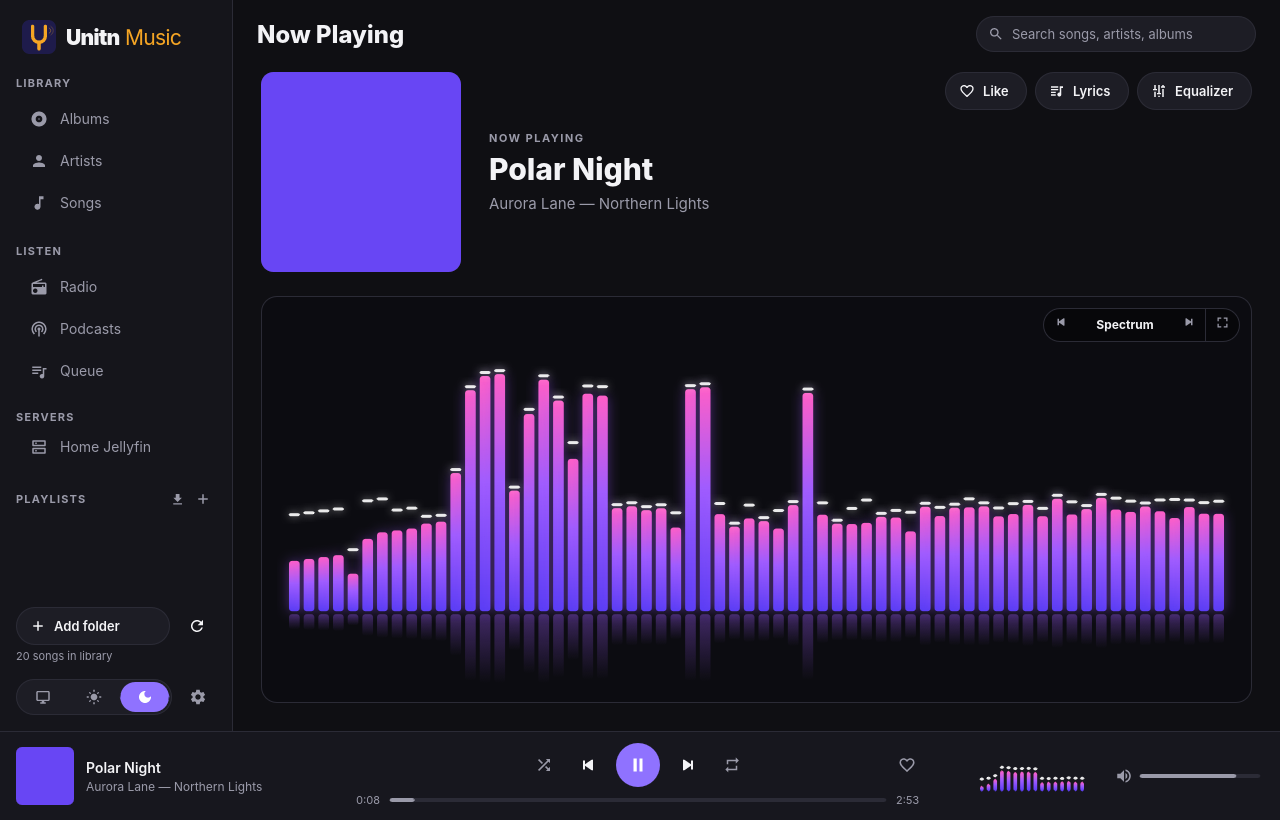 Unitn Music
LIBRARY
Albums
Artists
Songs
LISTEN
Radio
Podcasts
Queue
SERVERS
Home Jellyfin
PLAYLISTS
Add folder
20 songs in library
Now Playing
Search songs, artists, albums
Like
Lyrics
Equalizer
NOW PLAYING
Polar Night
Aurora Lane — Northern Lights
Spectrum
Polar Night
Aurora Lane — Northern Lights
0:08
2:53